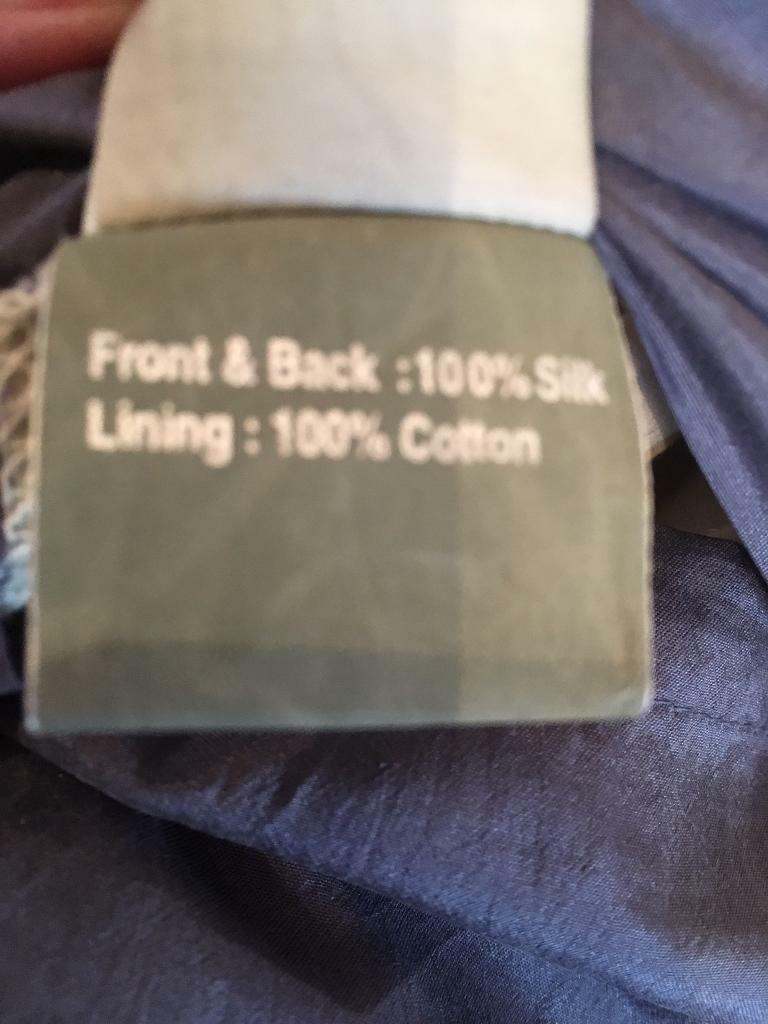 Front & Back :100% Silk
Lining : 100% Cotton